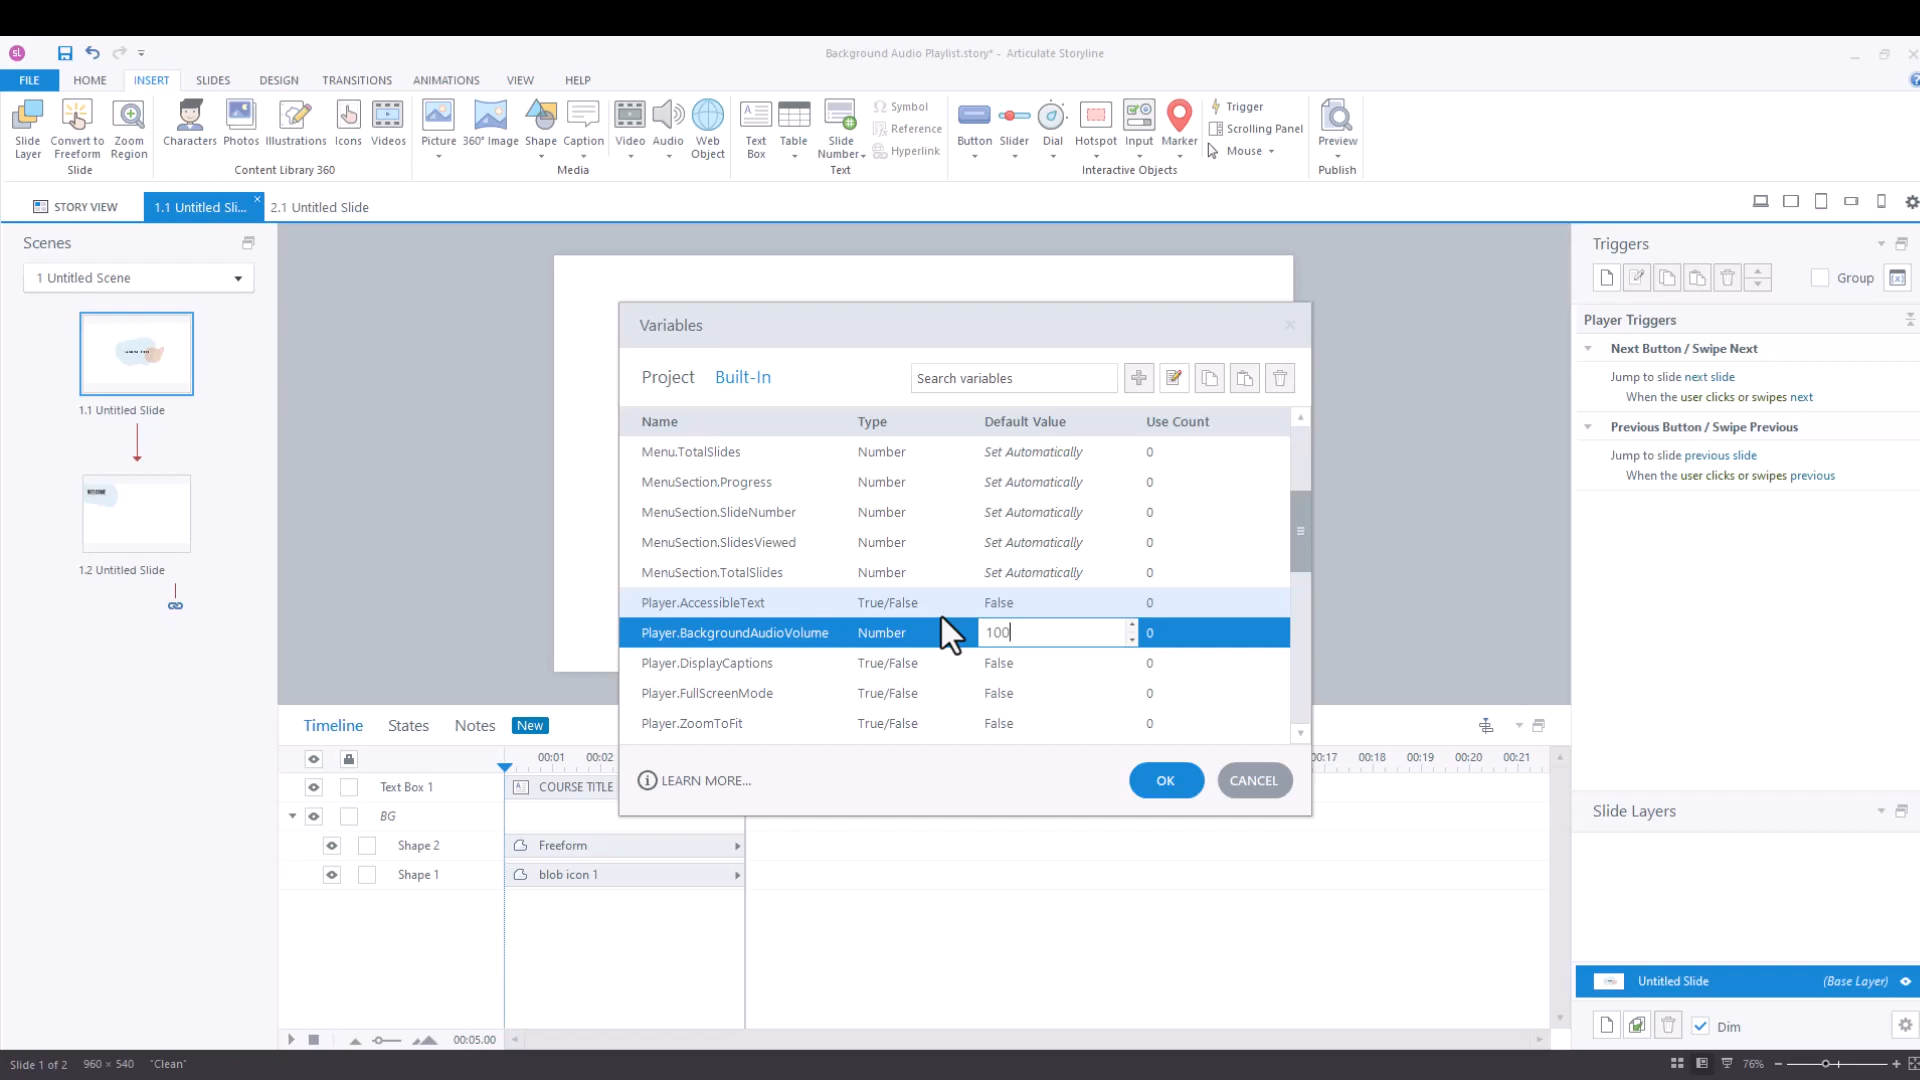 Background Audio Playlist.story* - Articulate Storyline
FILE
HOME
INSERT
SLIDES
DESIGN
TRANSITIONS
ANIMATIONS
VIEW
HELP
Slide Layer
Convert to Freeform
Zoom Region
Slide
Characters
Photos
Illustrations
Icons
Videos
Content Library 360
Picture
360° Image
Shape
Caption
Video
Audio
Web Object
Media
Text Box
Table
Slide Number
Symbol
Reference
Hyperlink
Text
Button
Slider
Dial
Hotspot
Input
Marker
Trigger
Scrolling Panel
Mouse
Interactive Objects
Preview
Publish
STORY VIEW
1.1 Untitled Sli...
2.1 Untitled Slide
Scenes
1 Untitled Scene
1.1 Untitled Slide
WELCOME
1.2 Untitled Slide
Variables
Project
Built-In
Search variables
Name Type Default Value Use Count
Menu.TotalSlides Number Set Automatically 0
MenuSection.Progress Number Set Automatically 0
MenuSection.SlideNumber Number Set Automatically 0
MenuSection.SlidesViewed Number Set Automatically 0
MenuSection.TotalSlides Number Set Automatically 0
Player.AccessibleText True/False False 0
Player.BackgroundAudioVolume Number 100 0
Player.DisplayCaptions True/False False 0
Player.FullScreenMode True/False False 0
Player.ZoomToFit True/False False 0
LEARN MORE...
OK
CANCEL
Triggers
Group
Player Triggers
Next Button / Swipe Next
Jump to slide next slide
When the user clicks or swipes next
Previous Button / Swipe Previous
Jump to slide previous slide
When the user clicks or swipes previous
Timeline
States
Notes
New
00:01 00:02 00:17 00:18 00:19 00:20 00:21
Text Box 1
COURSE TITLE
BG
Shape 2
Freeform
Shape 1
blob icon 1
00:05.00
Slide Layers
Untitled Slide
(Base Layer)
Dim
Slide 1 of 2
960 × 540
"Clean"
76%